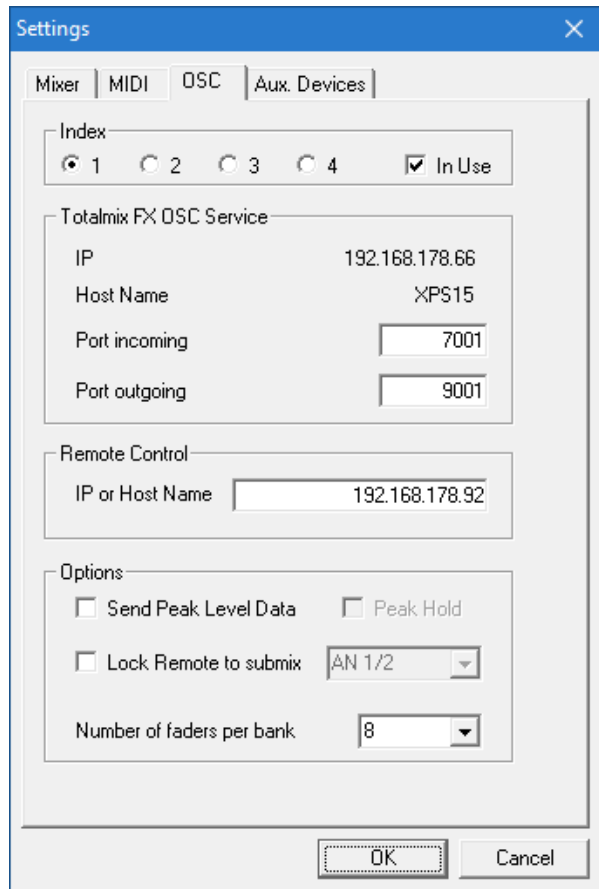 Settings
Mixer MIDI OSC Aux. Devices
Index
1 2 3 4 In Use
Totalmix FX OSC Service
IP 192.168.178.66
Host Name XPS15
Port incoming 7001
Port outgoing 9001
Remote Control
IP or Host Name 192.168.178.92
Options
Send Peak Level Data Peak Hold
Lock Remote to submix AN 1/2
Number of faders per bank 8
OK Cancel